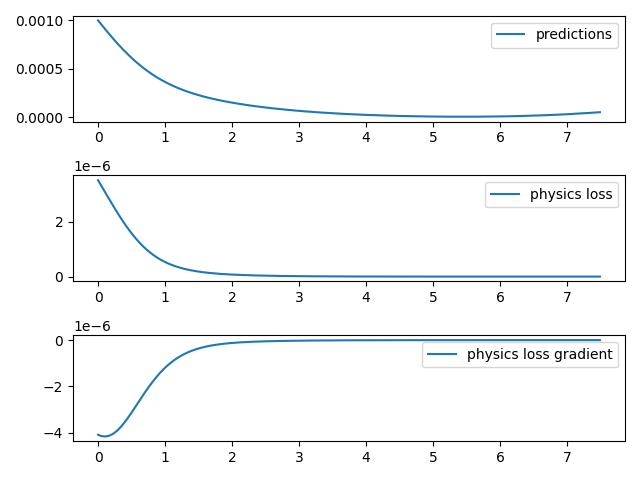 0.0010
predictions
0.0005
0.0000
0 1 2 3 4 5 6 7
1e−6
physics loss
2
0
0 1 2 3 4 5 6 7
1e−6
0
physics loss gradient
−2
−4
0 1 2 3 4 5 6 7